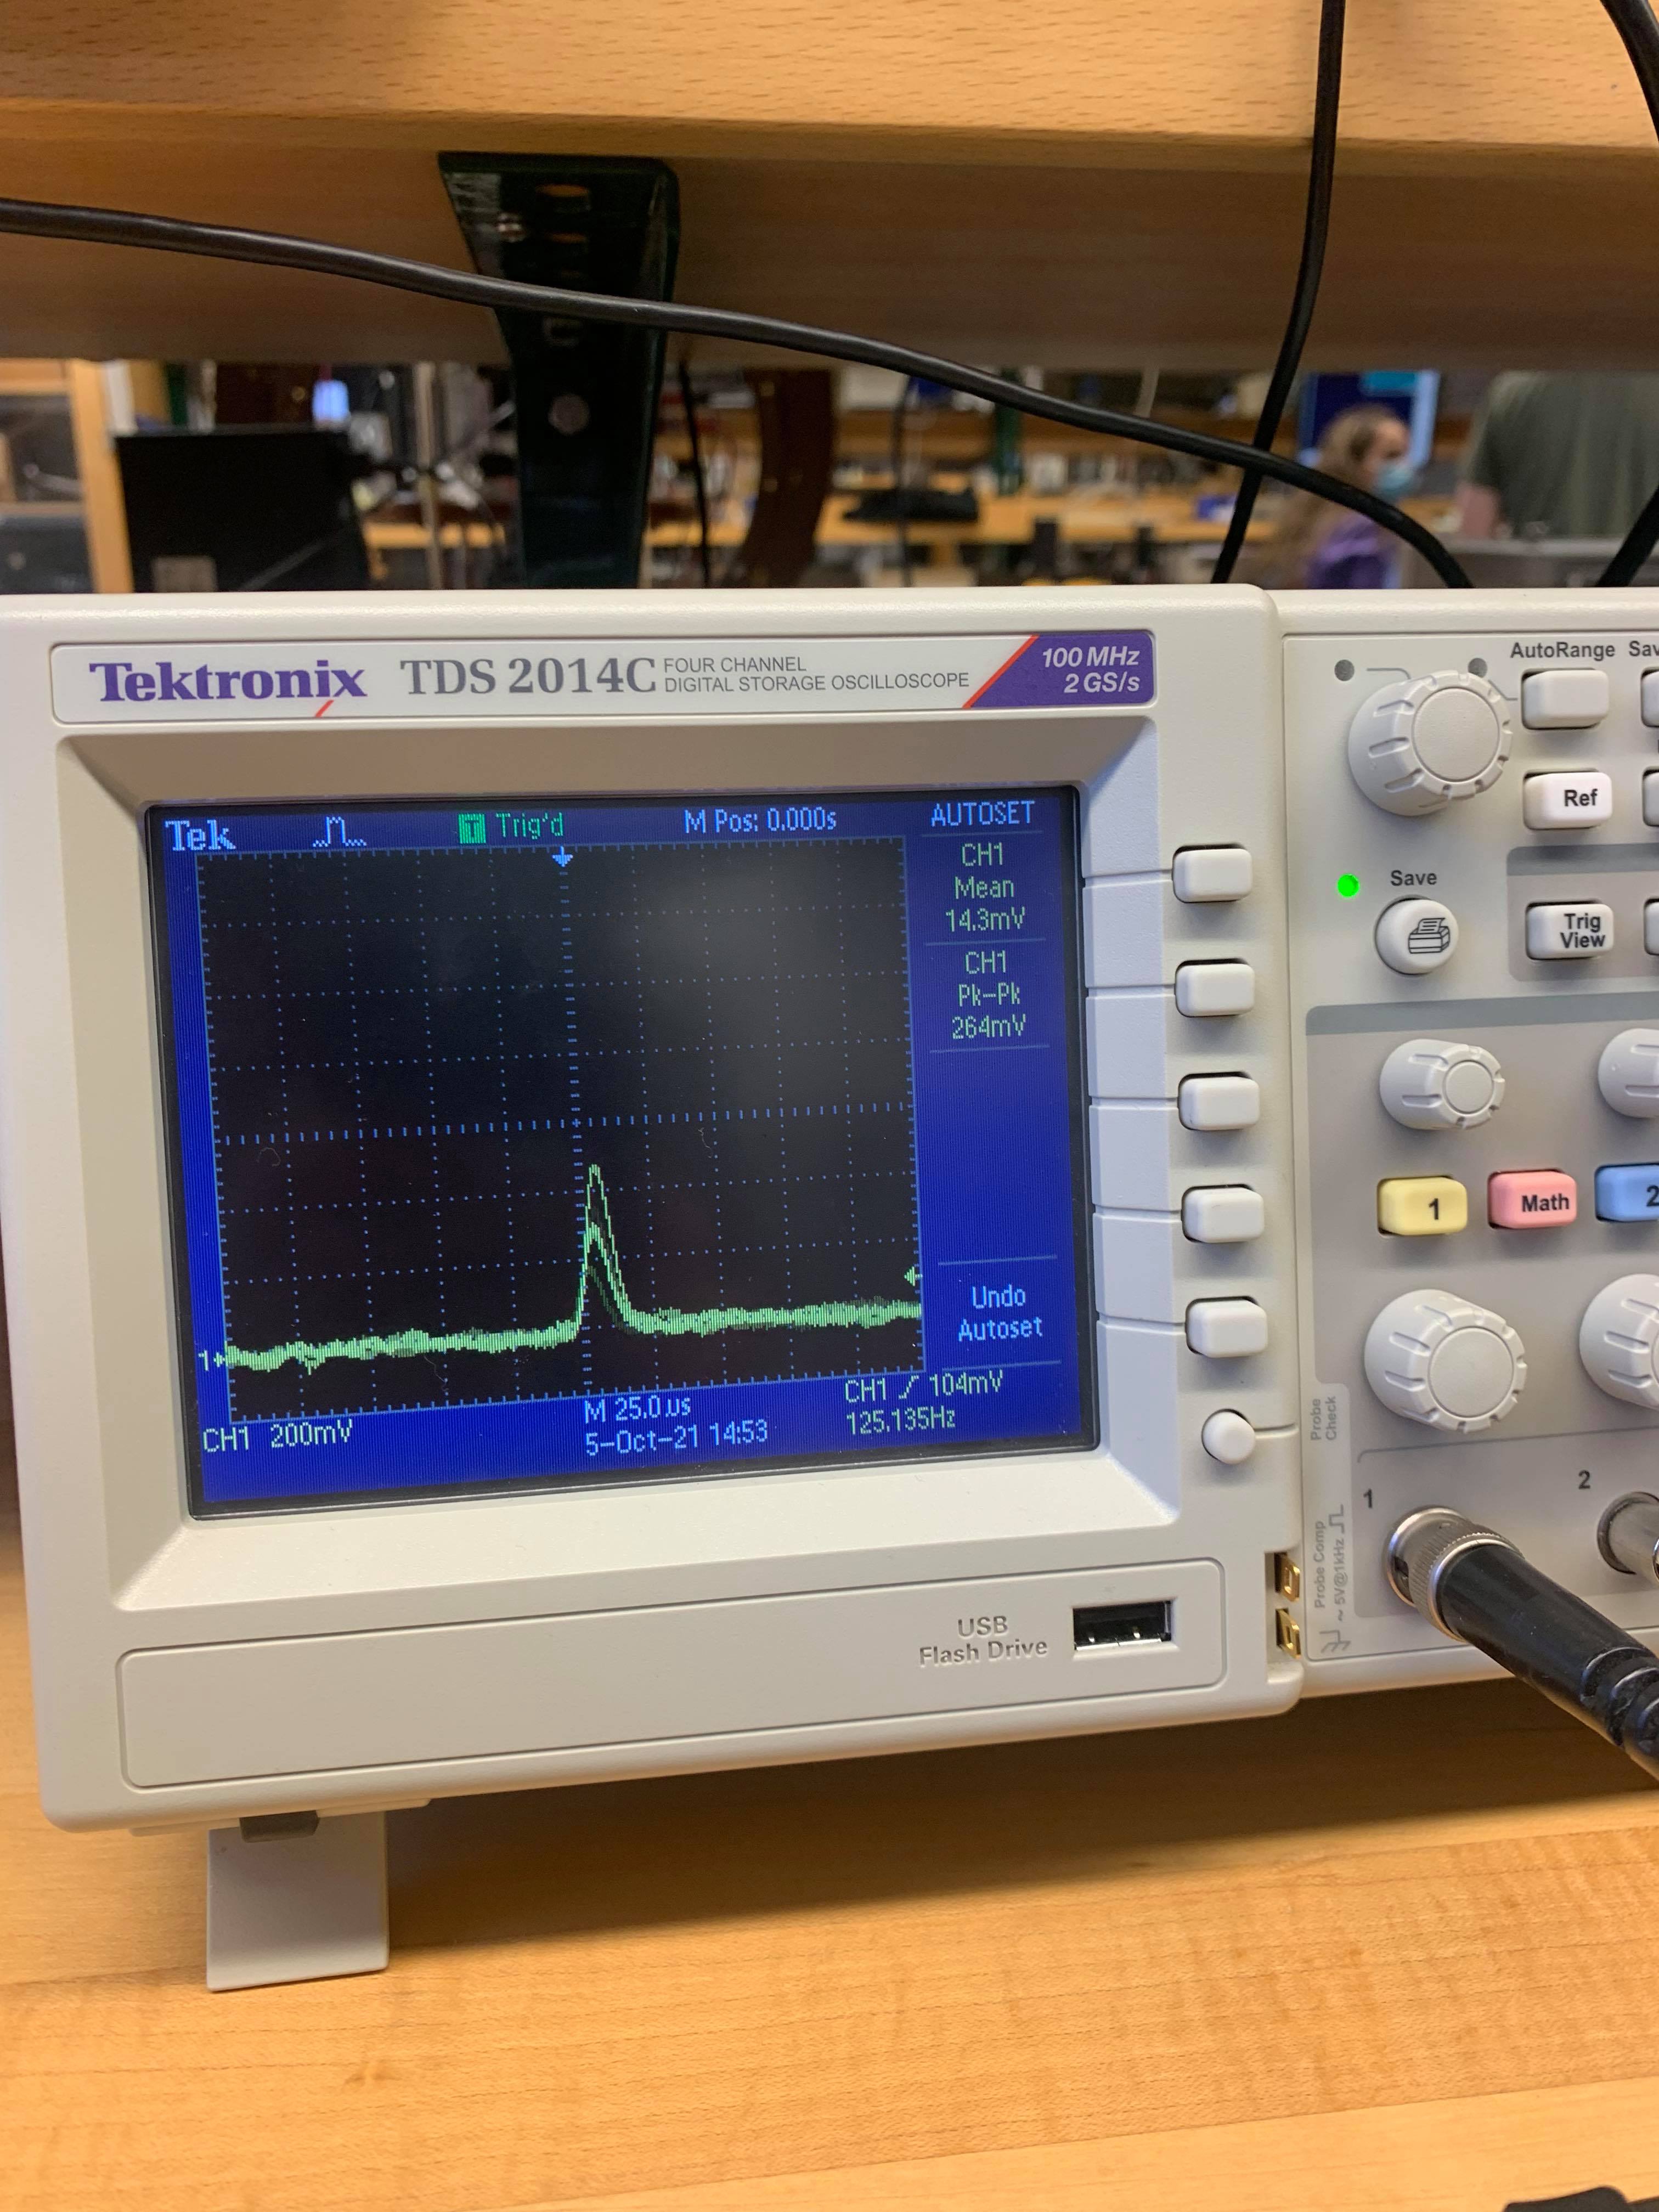 Tektronix TDS 2014C FOUR CHANNEL
DIGITAL STORAGE OSCILLOSCOPE
100 MHz
2 GS/s
AutoRange
Ref
Save
Trig
View
Tek Trig'd M Pos: 0.000s AUTOSET
CH1
Mean
14.3mV
CH1
Pk-Pk
264mV
Undo
Autoset
1
CH1 200mV
M 25.0us
CH1 104mV
5-Oct-21 14:53
125.135Hz
1
Math
2
Probe
Check
1
2
Probe Comp
~ 5V@1kHz
USB
Flash Drive